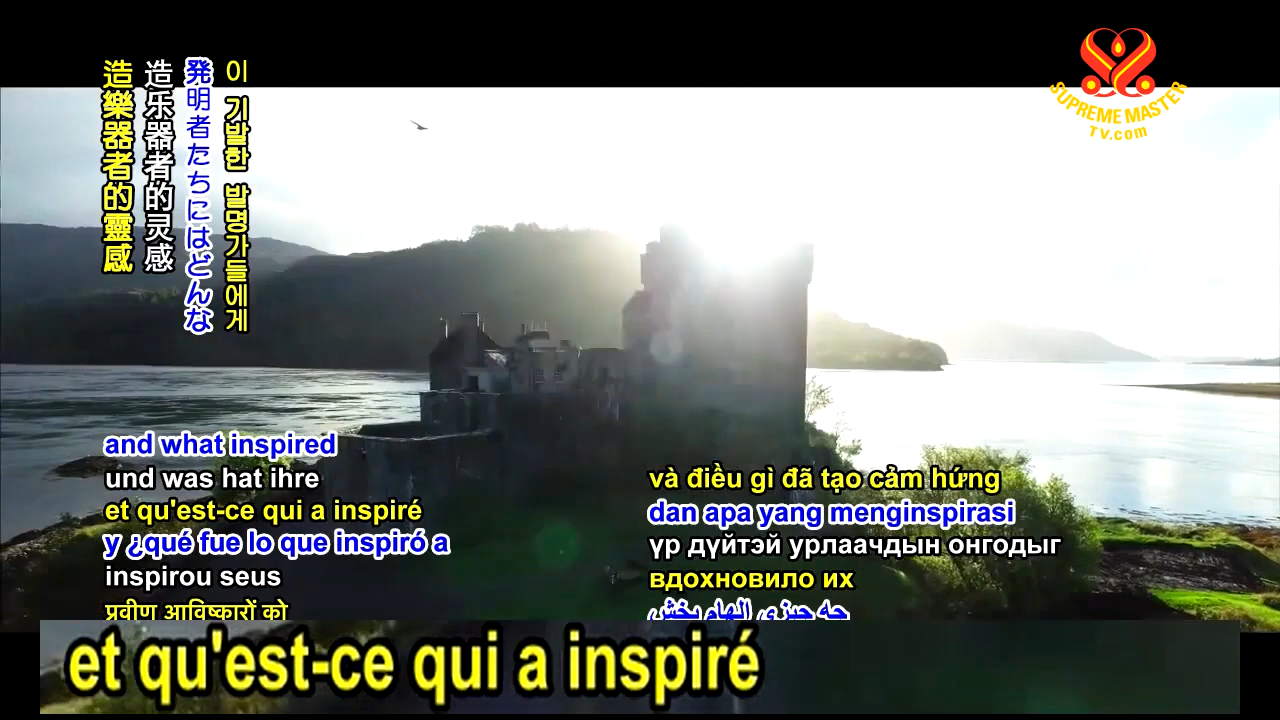 造樂器者的靈感
造乐器者的灵感
発明者たちにはどんな
이 기발한 발명가들에게
SUPREME MASTER
TV.com
and what inspired
und was hat ihre
et qu'est-ce qui a inspiré
y ¿qué fue lo que inspiró a
inspirou seus
प्रवीण आविष्कारों को
và điều gì đã tạo cảm hứng
dan apa yang menginspirasi
үр дүйтэй урлаачдын онгодыг
вдохновило их
چه چیزی الهام بخش
et qu'est-ce qui a inspiré